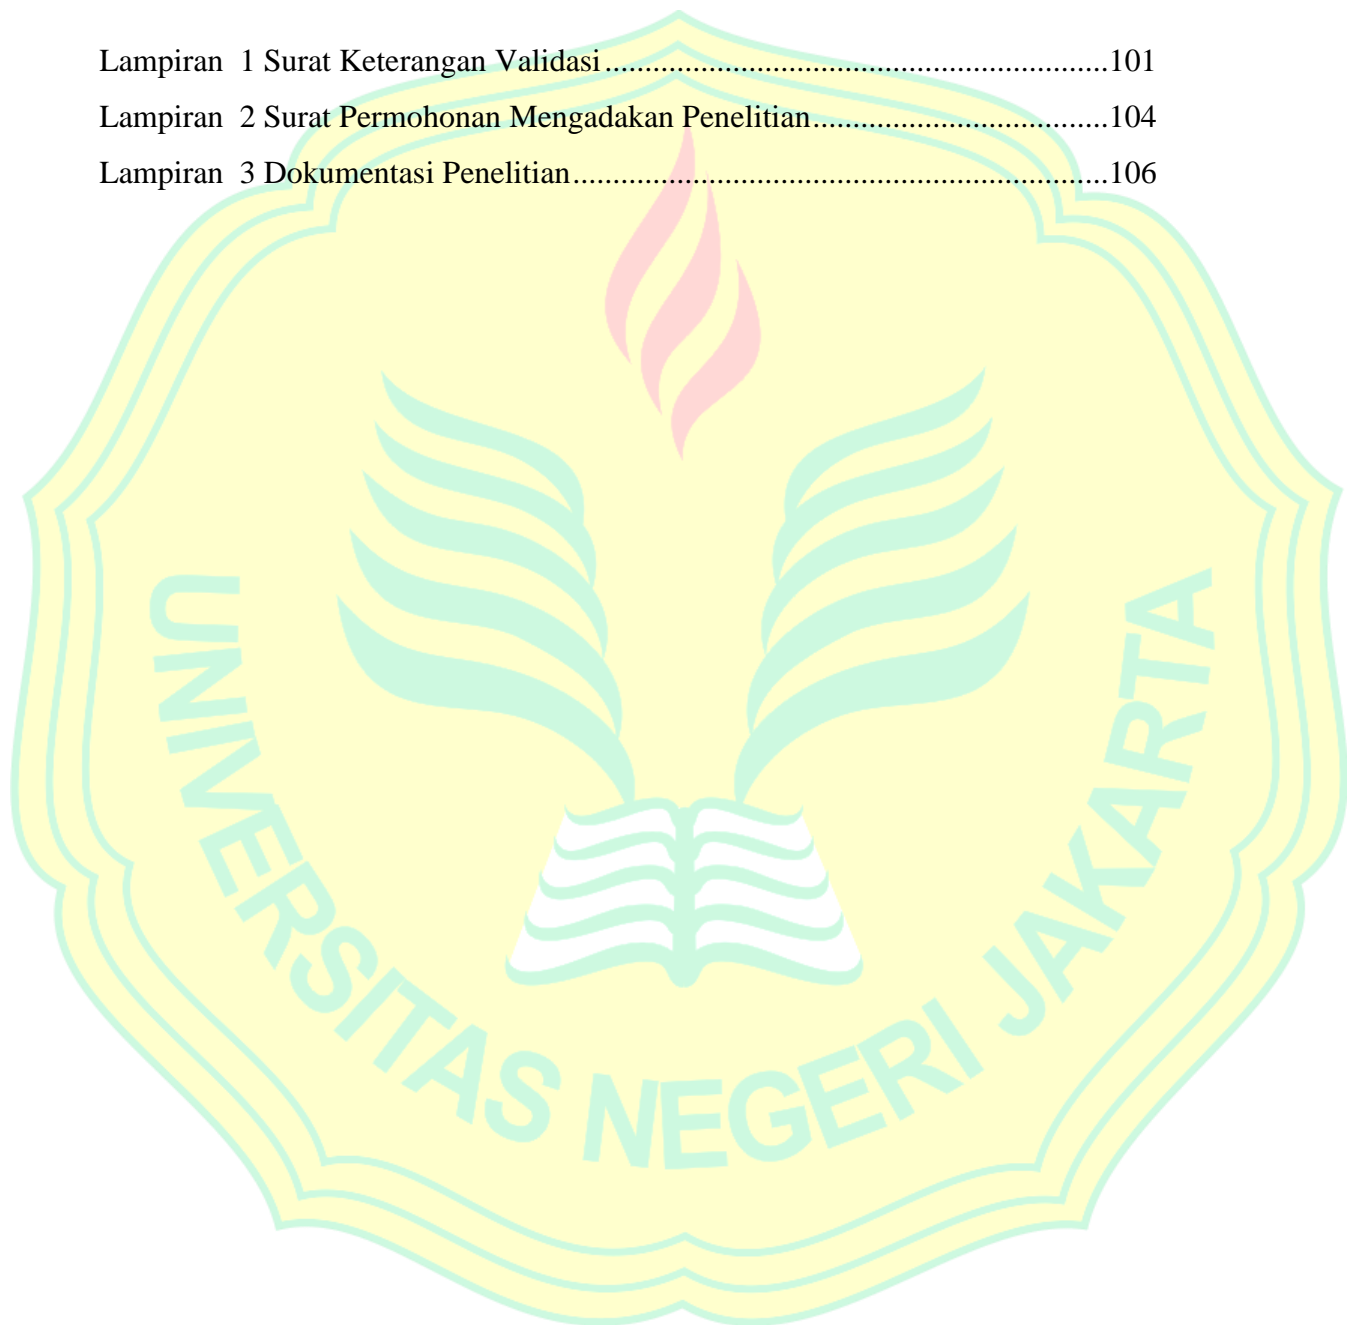 Lampiran  1 Surat Keterangan Validasi................................................................101
Lampiran  2 Surat Permohonan Mengadakan Penelitian.....................................104
Lampiran  3 Dokumentasi Penelitian....................................................................106
UNIVERSITAS NEGERI JAKARTA